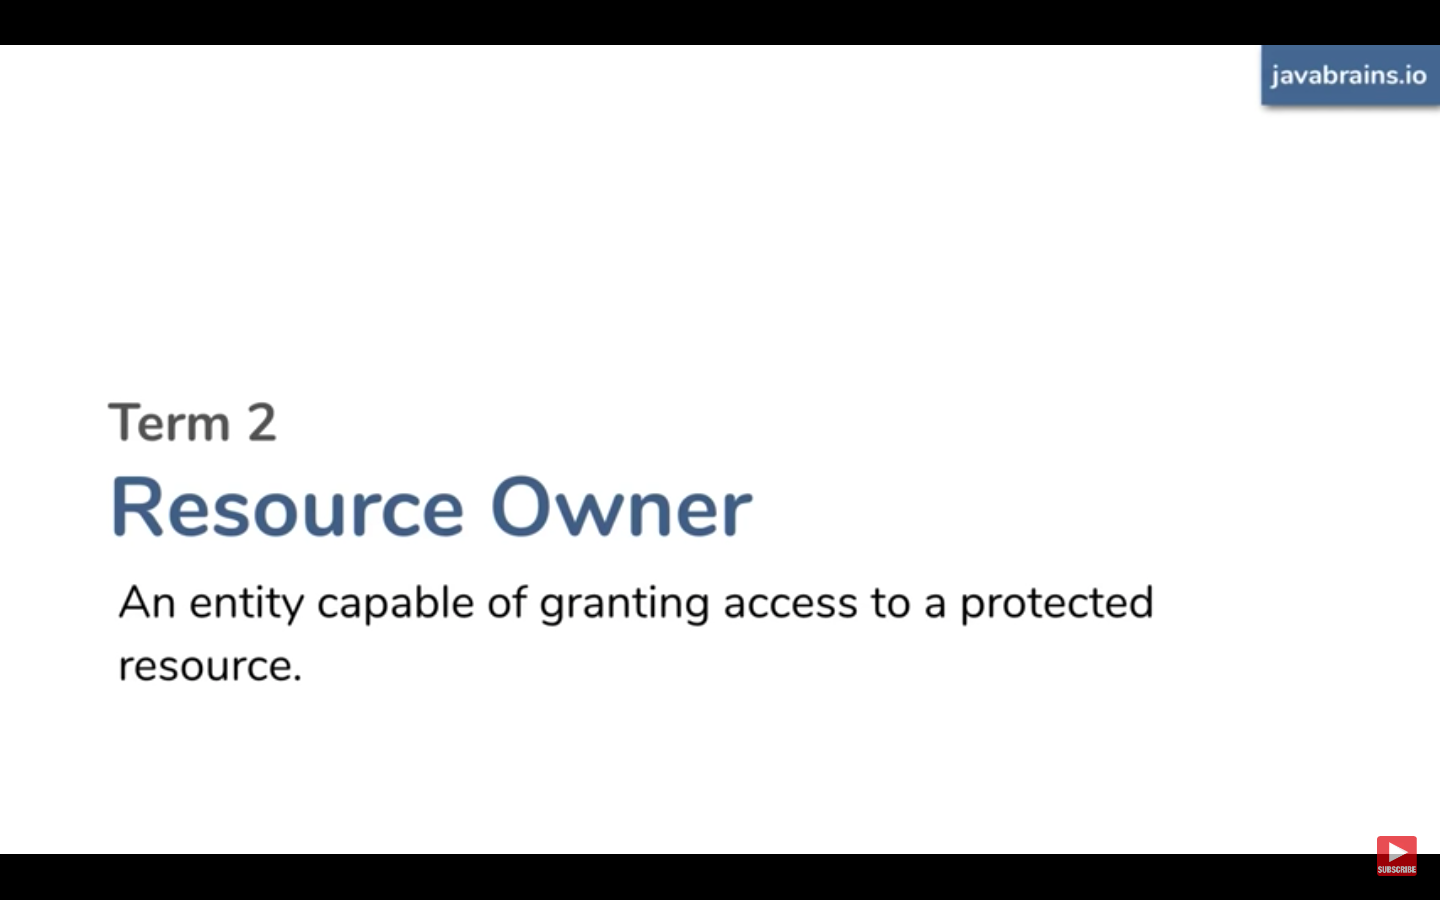 javabrains.io
Term 2
Resource Owner
An entity capable of granting access to a protected
resource.
SUBSCRIBE